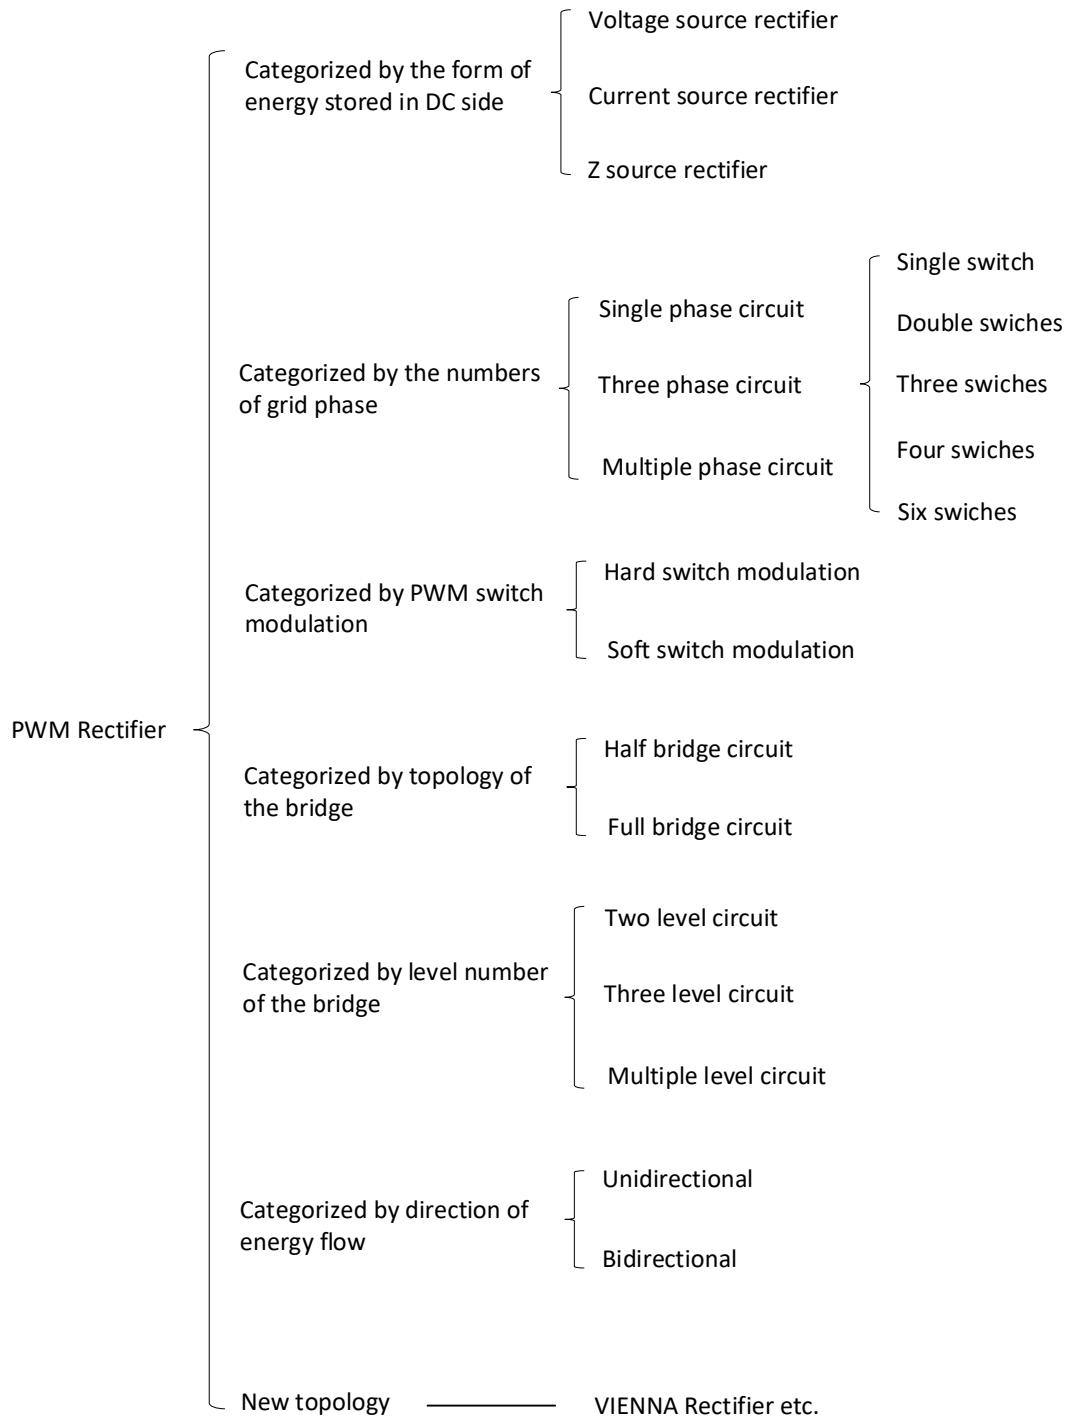 Voltage source rectifier
Categorized by the form of
energy stored in DC side
Current source rectifier
Z source rectifier
Single switch
Single phase circuit
Double swiches
Categorized by the numbers
of grid phase
Three phase circuit
Three swiches
Multiple phase circuit
Four swiches
Six swiches
Hard switch modulation
Categorized by PWM switch
modulation
Soft switch modulation
PWM Rectifier
Half bridge circuit
Categorized by topology of
the bridge
Full bridge circuit
Two level circuit
Categorized by level number
of the bridge
Three level circuit
Multiple level circuit
Unidirectional
Categorized by direction of
energy flow
Bidirectional
New topology
VIENNA Rectifier etc.